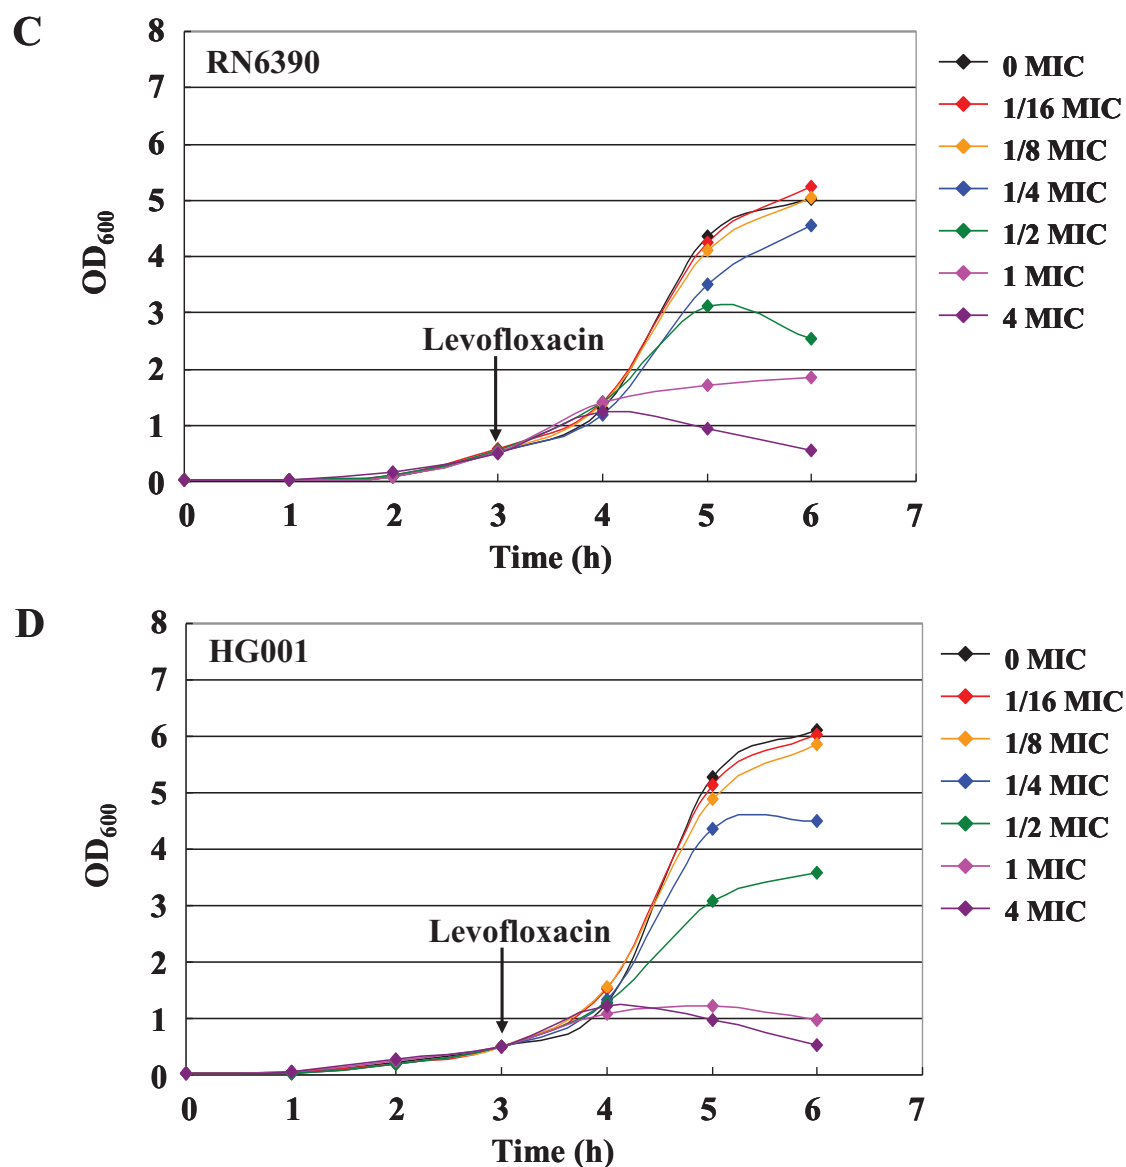 C
RN6390
8
7
6
5
4
3
2
1
0
OD600
Levofloxacin
0 1 2 3 4 5 6 7
Time (h)
0 MIC
1/16 MIC
1/8 MIC
1/4 MIC
1/2 MIC
1 MIC
4 MIC
D
HG001
8
7
6
5
4
3
2
1
0
OD600
Levofloxacin
0 1 2 3 4 5 6 7
Time (h)
0 MIC
1/16 MIC
1/8 MIC
1/4 MIC
1/2 MIC
1 MIC
4 MIC